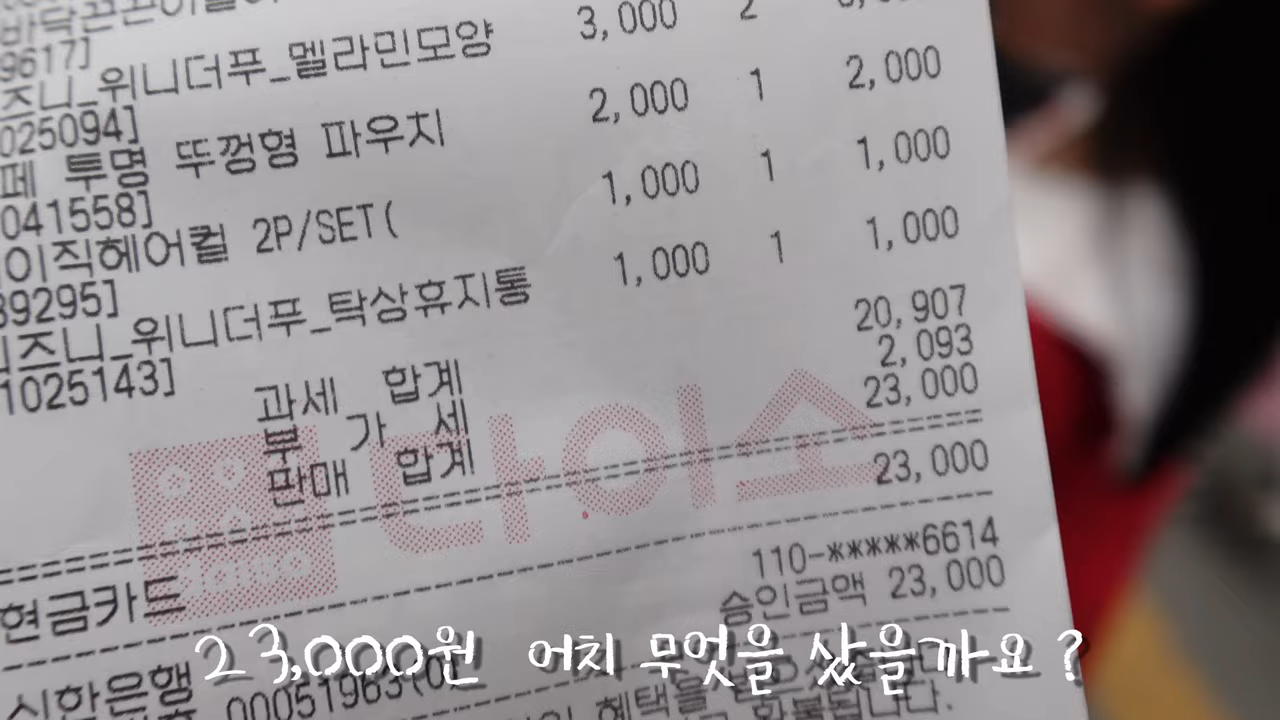 3,000 2
9617]
즈니_위니더푸_멜라민모양 2,000 1 2,000
025094]
페 투명 뚜껑형 파우치 1,000 1 1,000
041558]
이직헤어컬 2P/SET( 1,000 1 1,000
39295]
즈니_위니더푸_탁상휴지통
1025143]
과세 합계 20,907
부 가 세 2,093
판매 합계 23,000
다이소
23,000
현금카드 110-*****6614
승인금액 23,000
신한은행 00051963
23,000원 어치 무엇을 샀을까요?
혜택을